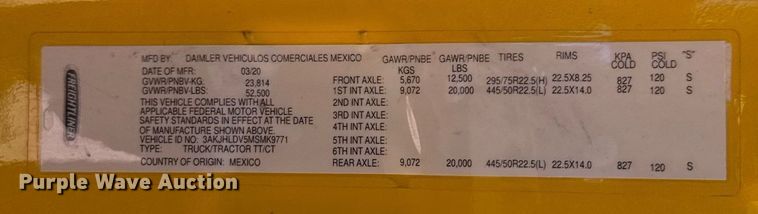 MFD BY: DAIMLER VEHICULOS COMERCIALES MEXICO GAWR/PNBE GAWR/PNBE TIRES RIMS KPA PSI "S"
DATE OF MFR: 03/20 KGS LBS COLD COLD
GVWR/PNBV-KG: 23,814 FRONT AXLE: 5,670 12,500 295/75R22.5(H) 22.5X8.25 827 120 S
GVWR/PNBV-LBS: 52,500 1ST INT AXLE: 9,072 20,000 445/50R22.5(L) 22.5X14.0 827 120 S
THIS VEHICLE COMPLIES WITH ALL 2ND INT AXLE:
APPLICABLE FEDERAL MOTOR VEHICLE 3RD INT AXLE:
SAFETY STANDARDS IN EFFECT AT THE DATE 4TH INT AXLE:
OF MANUFACTURE SHOWN ABOVE.
VEHICLE ID NO: 3AKJHLDV5MSMK9771 5TH INT AXLE:
TYPE: TRUCK/TRACTOR TT/CT 6TH INT AXLE:
COUNTRY OF ORIGIN: MEXICO REAR AXLE: 9,072 20,000 445/50R22.5(L) 22.5X14.0 827 120 S
FREIGHTLINER
Purple Wave Auction